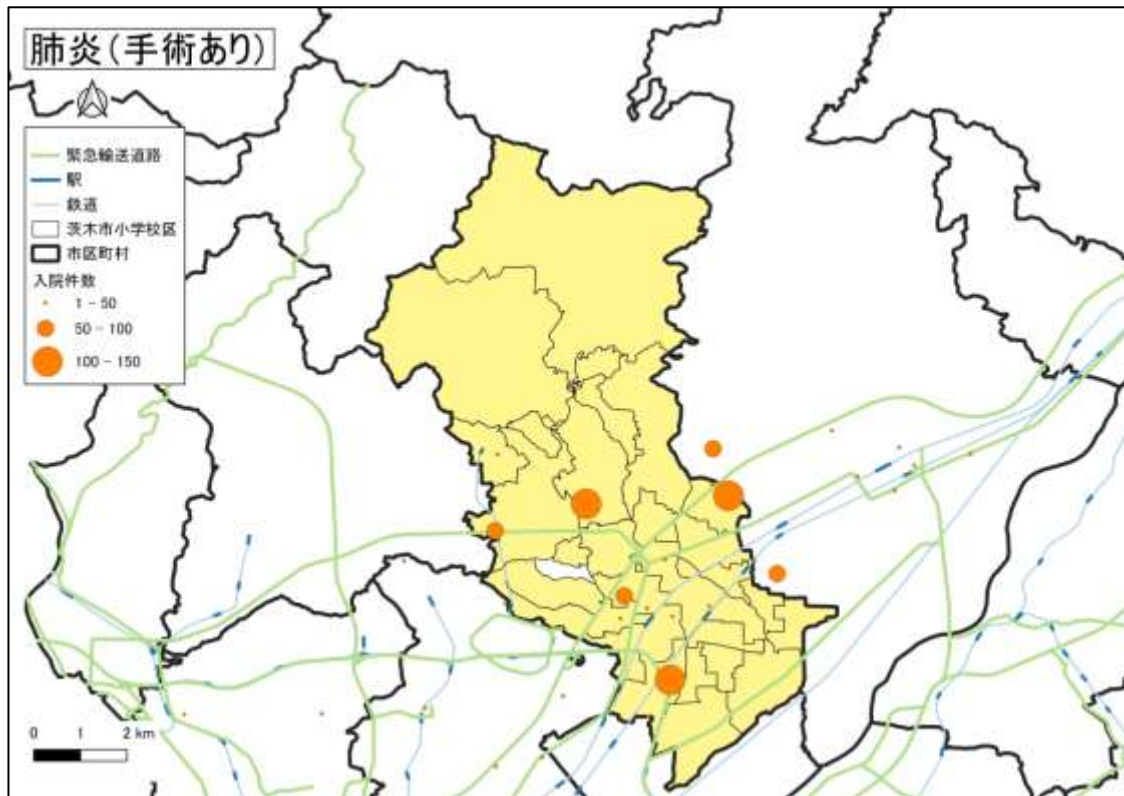 肺炎(手術あり)
緊急輸送道路
駅
鉄道
茨木市小学校区
市区町村
入院件数
1 - 50
50 - 100
100 - 150
0 1 2 km